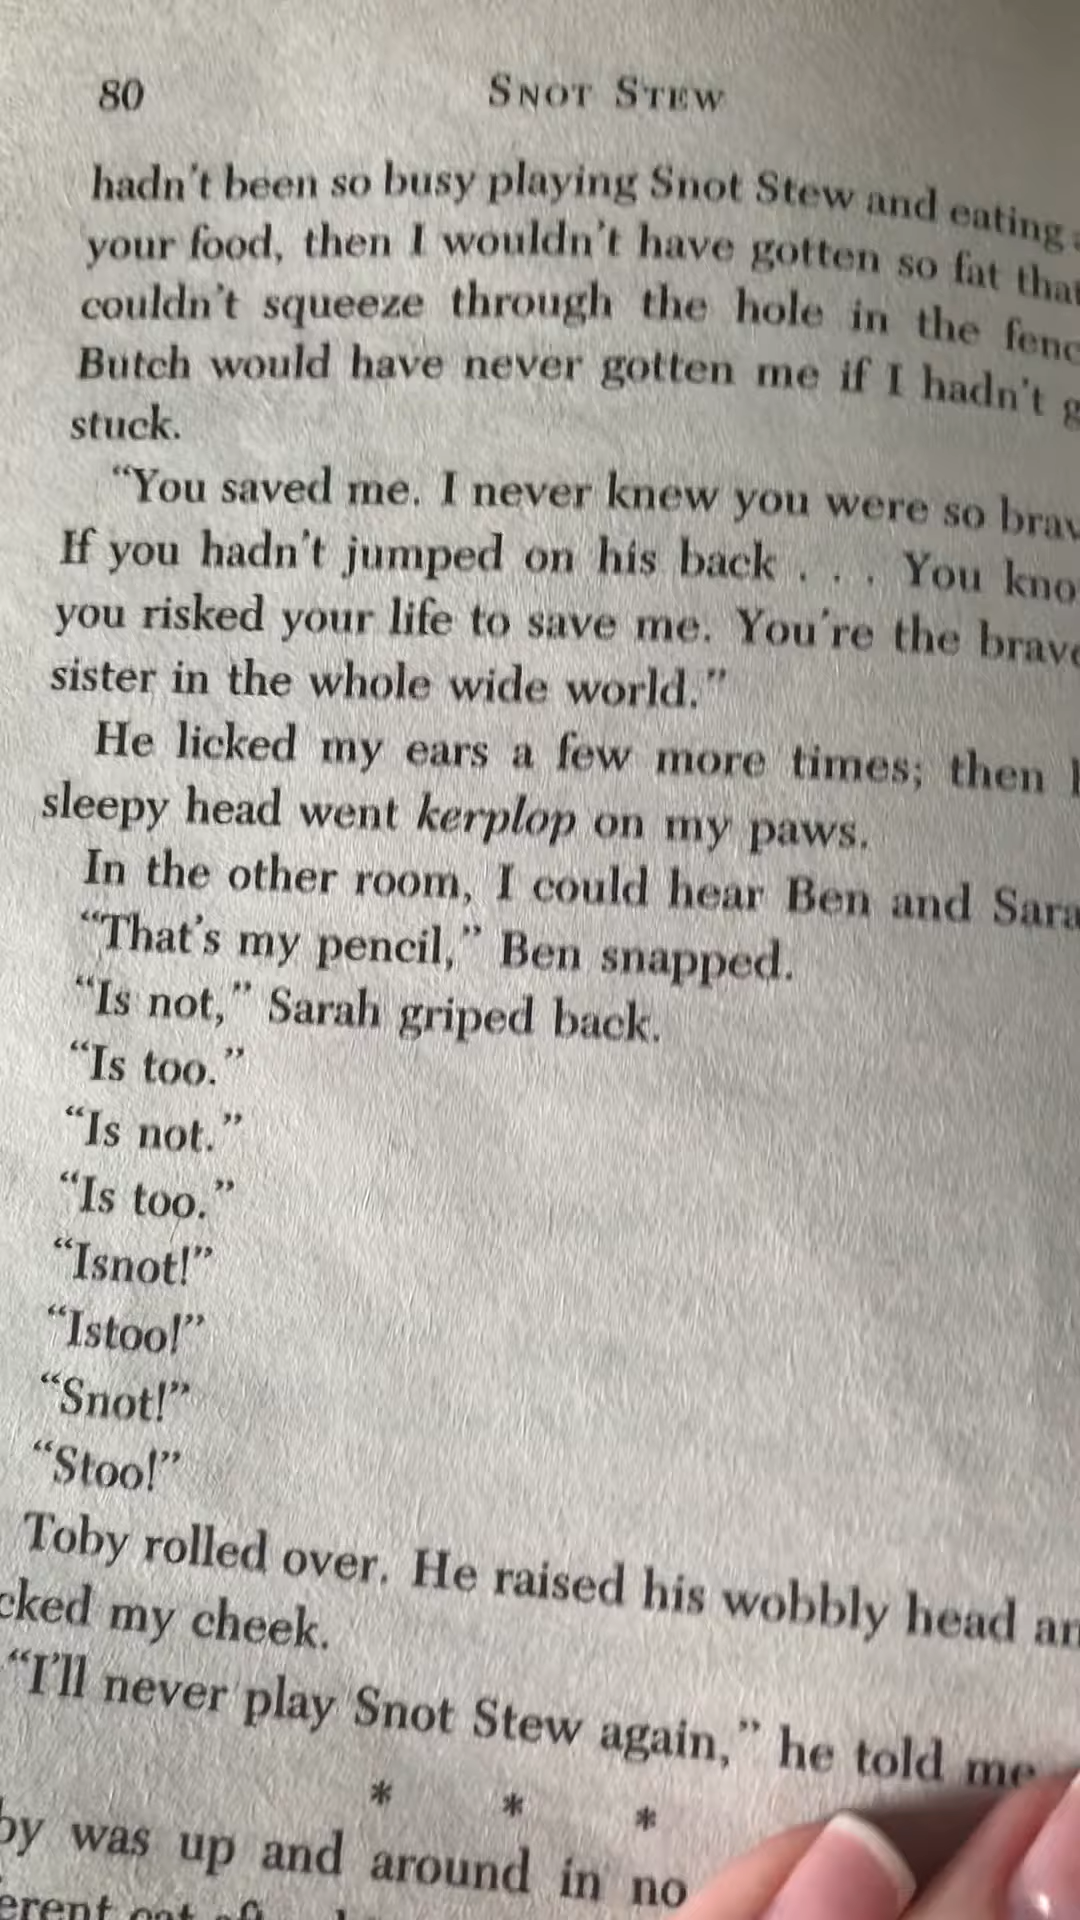 80 SNOT STEW
hadn't been so busy playing Snot Stew and eating
your food, then I wouldn't have gotten so fat that
couldn't squeeze through the hole in the fenc
Butch would have never gotten me if I hadn't g
stuck.
"You saved me. I never knew you were so brav
If you hadn't jumped on his back . . . You kno
you risked your life to save me. You're the brave
sister in the whole wide world."
He licked my ears a few more times; then
sleepy head went kerplop on my paws.
In the other room, I could hear Ben and Sara
"That's my pencil," Ben snapped.
"Is not," Sarah griped back.
"Is too."
"Is not."
"Is too."
"Isnot!"
"Istoo!"
"Snot!"
"Stoo!"
Toby rolled over. He raised his wobbly head an
cked my cheek.
"I'll never play Snot Stew again," he told me
* * *
by was up and around in no
erent cat